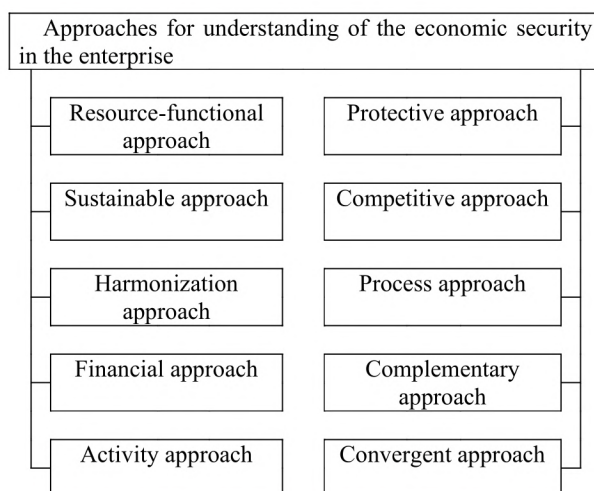 Approaches for understanding of the economic security
in the enterprise
Resource-functional
approach
Protective approach
Sustainable approach
Competitive approach
Harmonization
approach
Process approach
Financial approach
Complementary
approach
Activity approach
Convergent approach